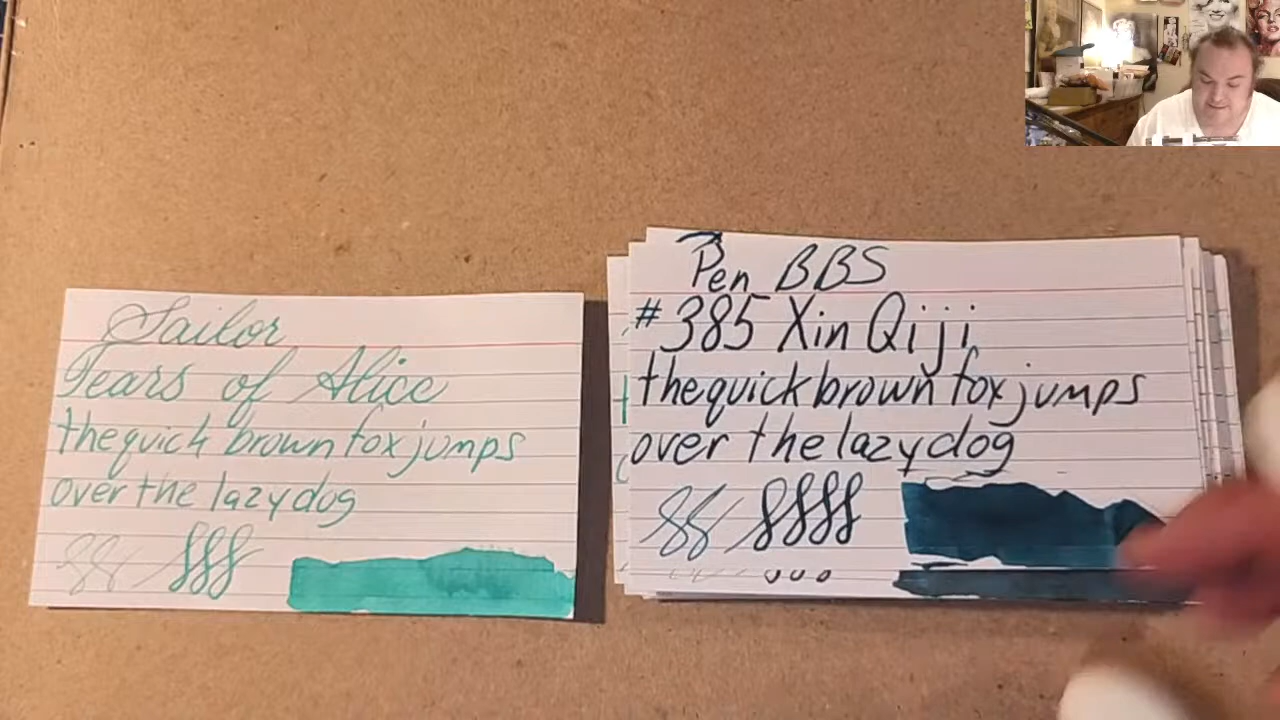 Sailor
Tears of Alice
the quick brown fox jumps
over the lazy dog
Pen BBS
#385 Xin Qiji
the quick brown fox jumps
over the lazy dog